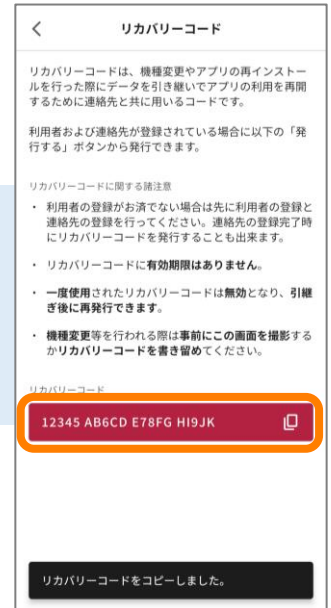 リカバリーコード
リカバリーコードは、機種変更やアプリの再インストー
ルを行った際にデータを引き継いでアプリの利用を再開
するために連絡先と共に用いるコードです。
利用者および連絡先が登録されている場合に以下の「発
行する」ボタンから発行できます。
リカバリーコードに関する諸注意
・ 利用者の登録がお済でない場合は先に利用者の登録と
連絡先の登録を行ってください。連絡先の登録完了時
にリカバリーコードを発行することも出来ます。
・ リカバリーコードに有効期限はありません。
・ 一度使用されたリカバリーコードは無効となり、引継
ぎ後に再発行できます。
・ 機種変更等を行われる際は事前にこの画面を撮影する
かリカバリーコードを書き留めてください。
リカバリーコード
12345 AB6CD E78FG HI9JK
リカバリーコードをコピーしました。